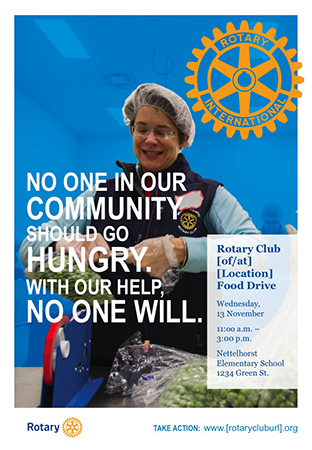 ROTARY
INTERNATIONAL
NO ONE IN OUR
COMMUNITY
SHOULD GO
HUNGRY.
WITH OUR HELP,
NO ONE WILL.
Rotary Club
[of/at]
[Location]
Food Drive
Wednesday,
13 November
11:00 a.m. –
3:00 p.m.
Nettelhorst
Elementary School
1234 Green St.
Rotary
TAKE ACTION: www.[rotarycluburl].org